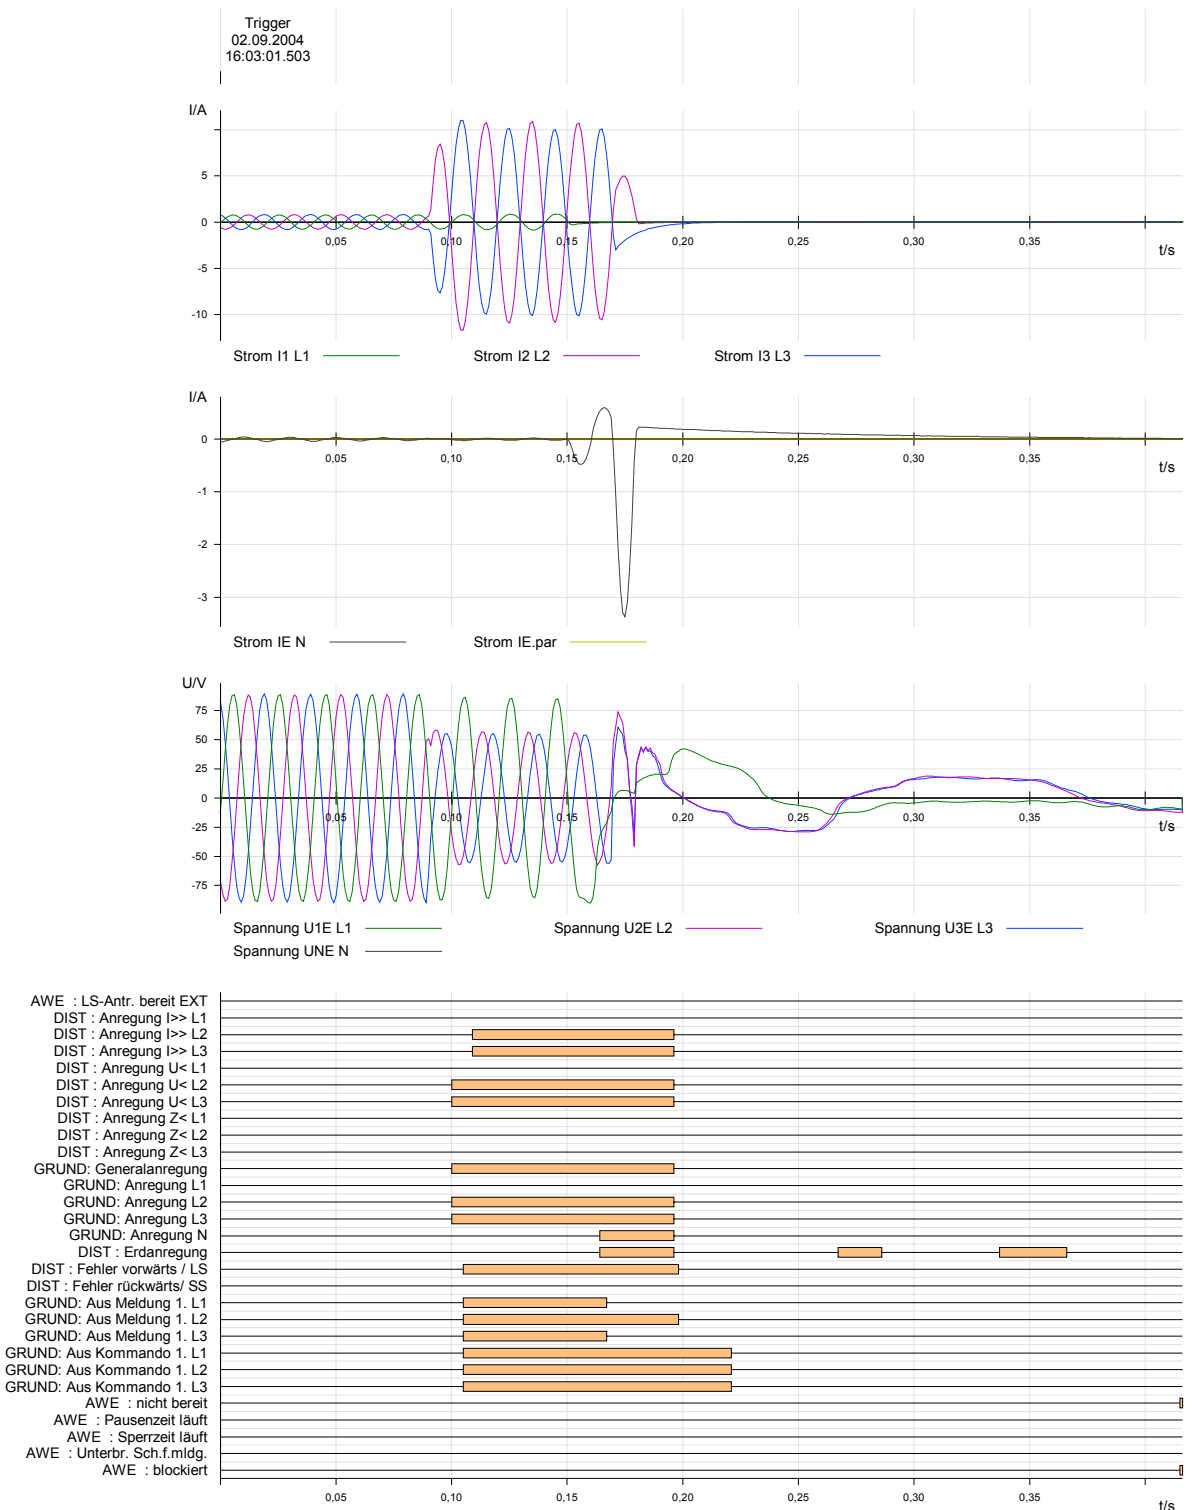 Trigger
02.09.2004
16:03:01.503
I/A
5
0
0,05 0,10 0,15 0,20 0,25 0,30 0,35
t/s
-5
-10
Strom I1 L1 Strom I2 L2 Strom I3 L3
I/A
0
0,05 0,10 0,15 0,20 0,25 0,30 0,35
t/s
-1
-2
-3
Strom IE N Strom IE.par
U/V
75
50
25
0
0,05 0,10 0,15 0,20 0,25 0,30 0,35
t/s
-25
-50
-75
Spannung U1E L1 Spannung U2E L2 Spannung U3E L3
Spannung UNE N
AWE : LS-Antr. bereit EXT
DIST : Anregung I>> L1
DIST : Anregung I>> L2
DIST : Anregung I>> L3
DIST : Anregung U< L1
DIST : Anregung U< L2
DIST : Anregung U< L3
DIST : Anregung Z< L1
DIST : Anregung Z< L2
DIST : Anregung Z< L3
GRUND: Generalanregung
GRUND: Anregung L1
GRUND: Anregung L2
GRUND: Anregung L3
GRUND: Anregung N
DIST : Erdanregung
DIST : Fehler vorwärts / LS
DIST : Fehler rückwärts/ SS
GRUND: Aus Meldung 1. L1
GRUND: Aus Meldung 1. L2
GRUND: Aus Meldung 1. L3
GRUND: Aus Kommando 1. L1
GRUND: Aus Kommando 1. L2
GRUND: Aus Kommando 1. L3
AWE : nicht bereit
AWE : Pausenzeit läuft
AWE : Sperrzeit läuft
AWE : Unterbr. Sch.f.mldg.
AWE : blockiert
0,05 0,10 0,15 0,20 0,25 0,30 0,35
t/s